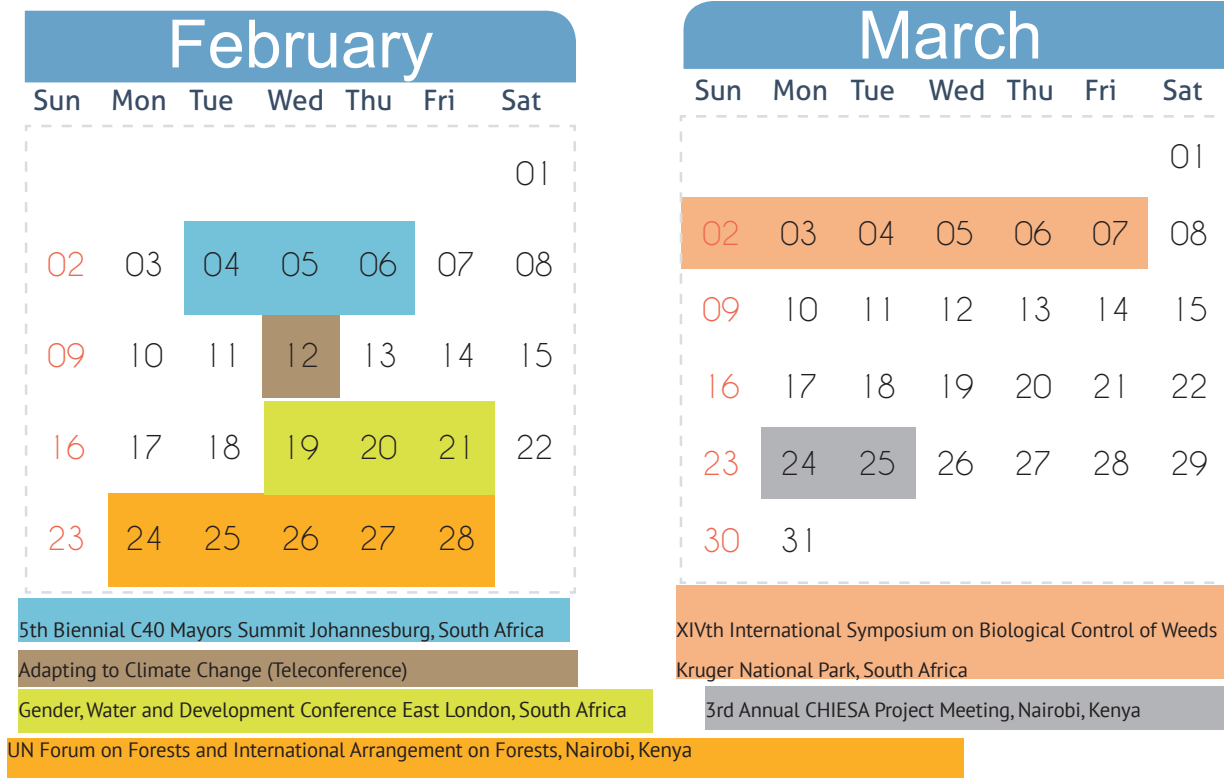 February
Sun Mon Tue Wed Thu Fri Sat
01
02 03 04 05 06 07 08
09 10 11 12 13 14 15
16 17 18 19 20 21 22
23 24 25 26 27 28
5th Biennial C40 Mayors Summit Johannesburg, South Africa
Adapting to Climate Change (Teleconference)
Gender, Water and Development Conference East London, South Africa
UN Forum on Forests and International Arrangement on Forests, Nairobi, Kenya
March
Sun Mon Tue Wed Thu Fri Sat
01
02 03 04 05 06 07 08
09 10 11 12 13 14 15
16 17 18 19 20 21 22
23 24 25 26 27 28 29
30 31
XIVth International Symposium on Biological Control of Weeds
Kruger National Park, South Africa
3rd Annual CHIESA Project Meeting, Nairobi, Kenya